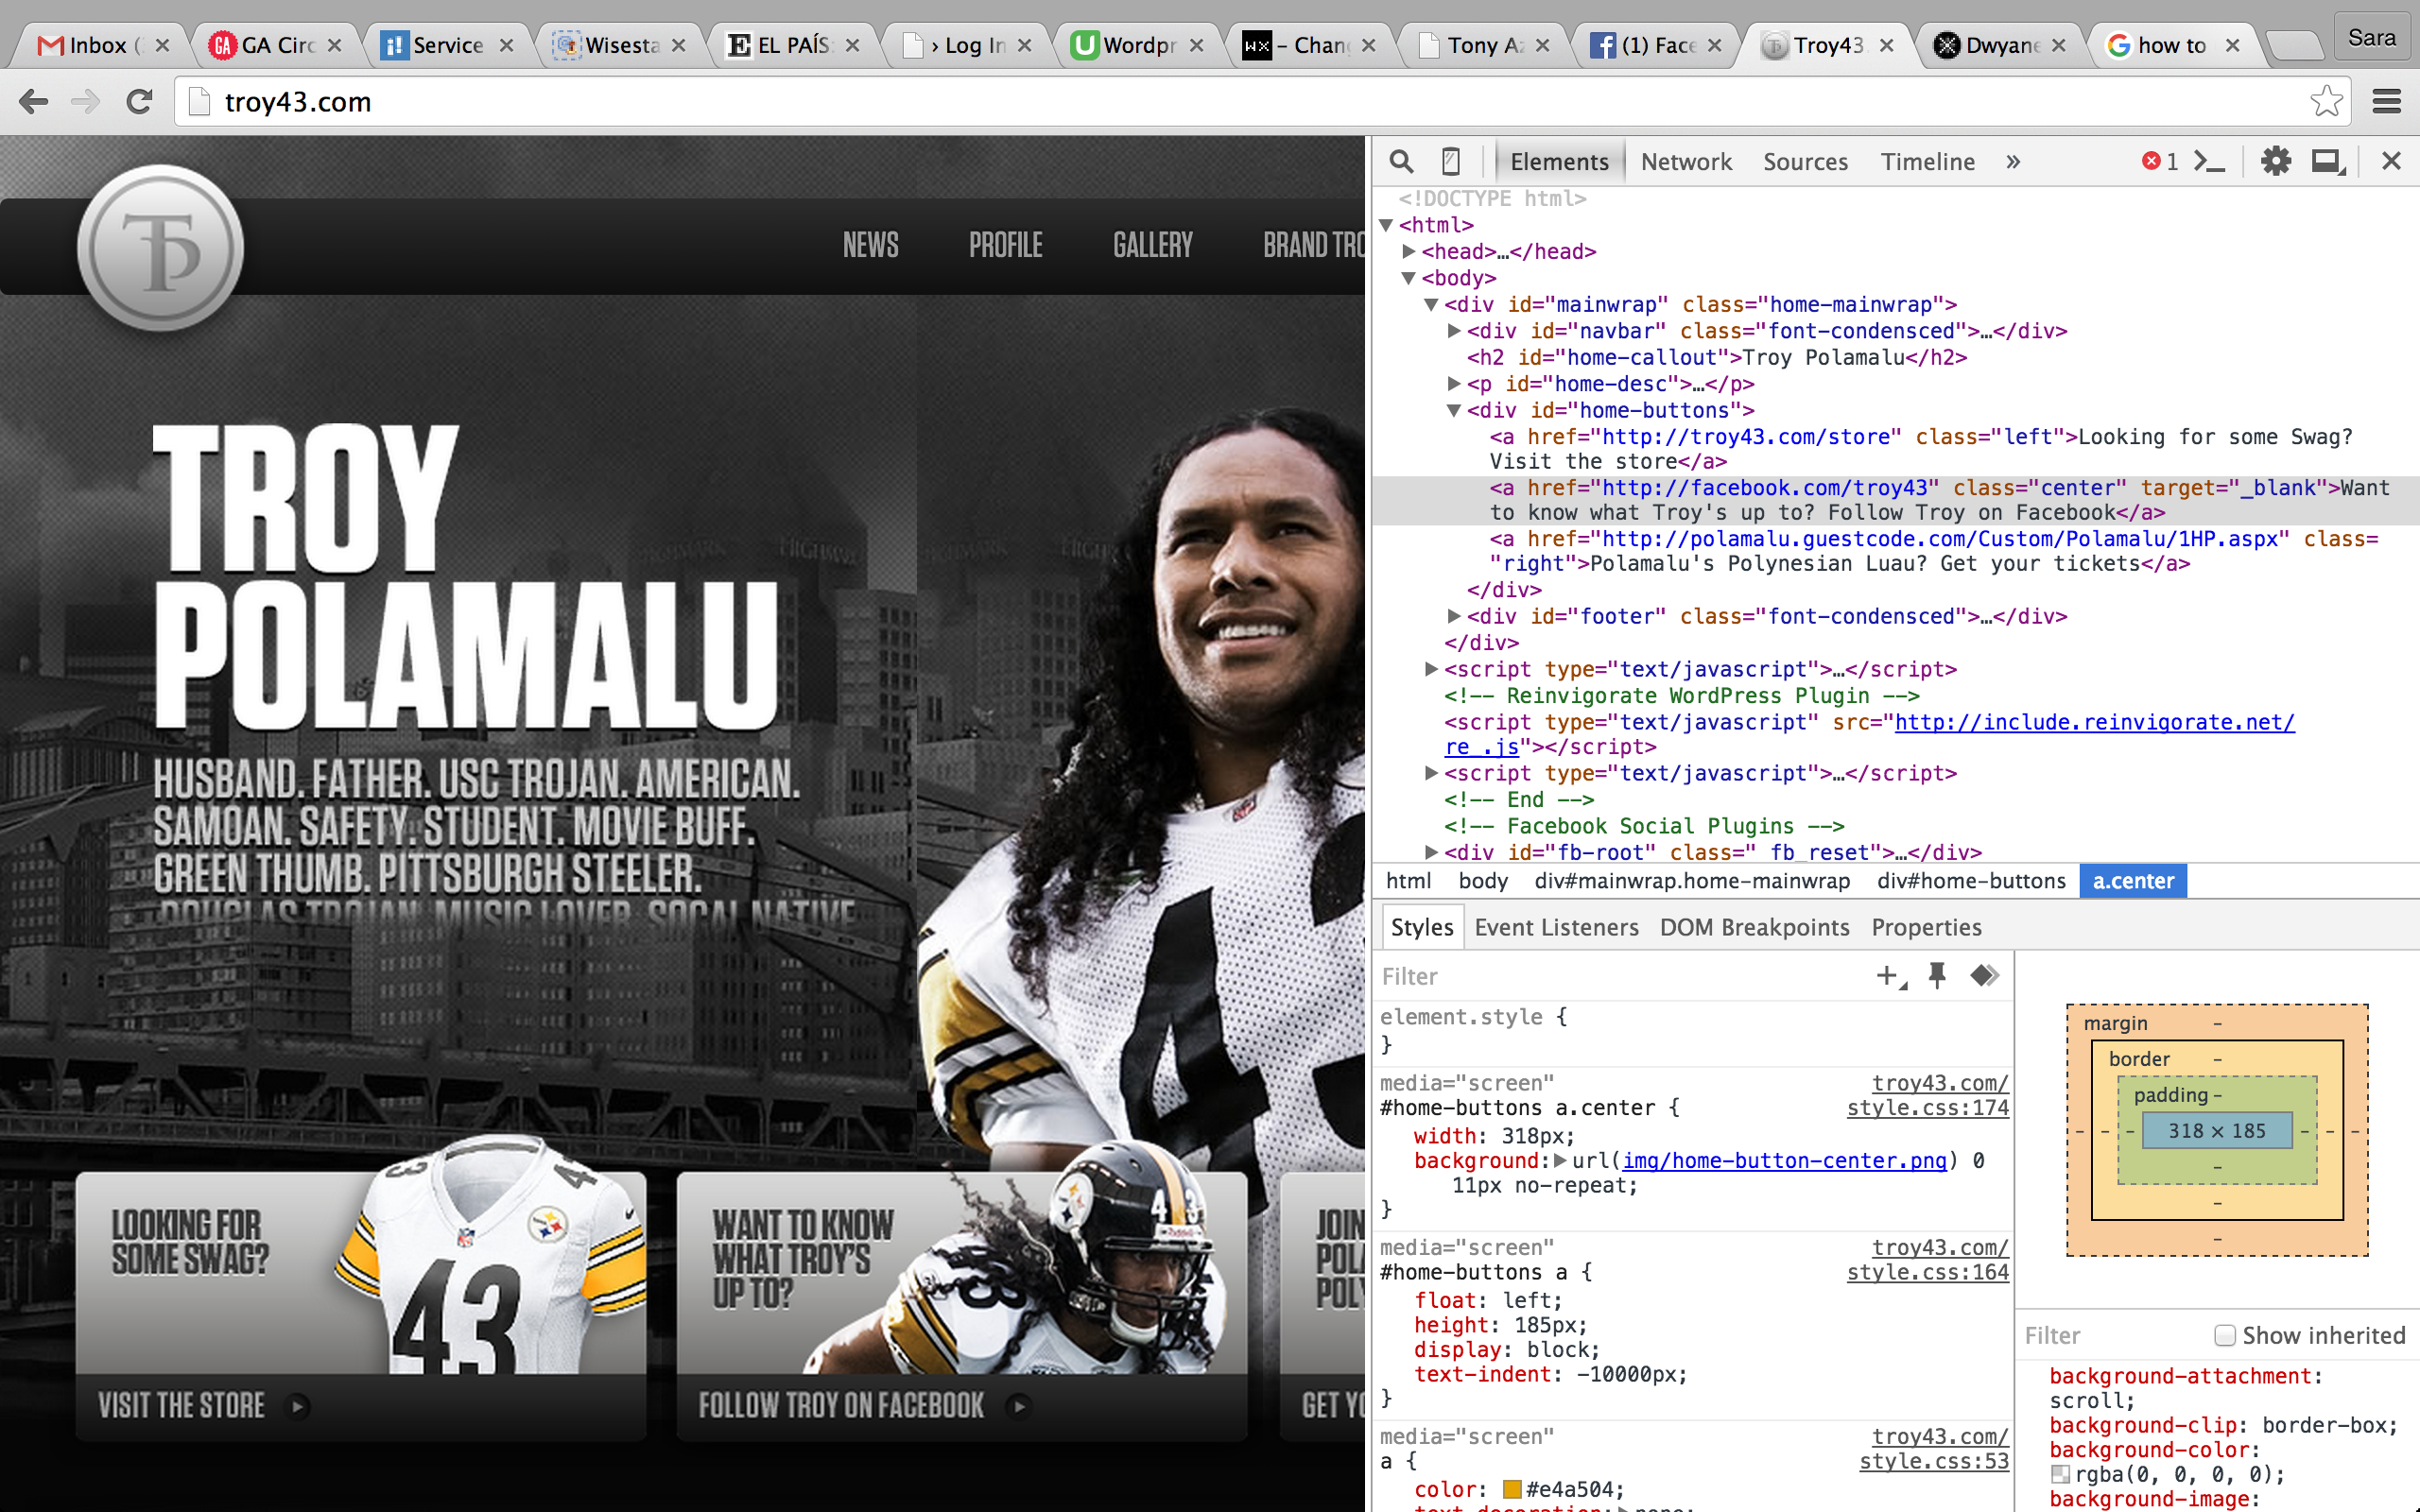 Inbox (
GA Circ
Service
Wisesta
EL PAÍS
› Log In
Wordpr
– Chan
Tony Az
(1) Face
Troy43
Dwyane
how to
Sara
troy43.com
NEWS
PROFILE
GALLERY
BRAND TRO
TROY
POLAMALU
HUSBAND. FATHER. USC TROJAN. AMERICAN.
SAMOAN. SAFETY. STUDENT. MOVIE BUFF.
GREEN THUMB. PITTSBURGH STEELER.
DOUGLAS TROJAN. MUSIC LOVER. SOCAL NATIVE.
LOOKING FOR
SOME SWAG?
43
VISIT THE STORE
WANT TO KNOW
WHAT TROY'S
UP TO?
FOLLOW TROY ON FACEBOOK
JOIN
POL
POL
GET YO
Elements
Network
Sources
Timeline
»
1
<!DOCTYPE html>
<html>
<head>…</head>
<body>
<div id="mainwrap" class="home-mainwrap">
<div id="navbar" class="font-condensced">…</div>
<h2 id="home-callout">Troy Polamalu</h2>
<p id="home-desc">…</p>
<div id="home-buttons">
<a href="http://troy43.com/store" class="left">Looking for some Swag?
Visit the store</a>
<a href="http://facebook.com/troy43" class="center" target="_blank">Want
to know what Troy's up to? Follow Troy on Facebook</a>
<a href="http://polamalu.guestcode.com/Custom/Polamalu/1HP.aspx" class=
"right">Polamalu's Polynesian Luau? Get your tickets</a>
</div>
<div id="footer" class="font-condensced">…</div>
</div>
<script type="text/javascript">…</script>
<!-- Reinvigorate WordPress Plugin -->
<script type="text/javascript" src="http://include.reinvigorate.net/
re_.js"></script>
<script type="text/javascript">…</script>
<!-- End -->
<!-- Facebook Social Plugins -->
<div id="fb-root" class=" fb_reset">…</div>
html
body
div#mainwrap.home-mainwrap
div#home-buttons
a.center
Styles
Event Listeners
DOM Breakpoints
Properties
Filter
element.style {
}
media="screen"
troy43.com/
#home-buttons a.center {
style.css:174
width: 318px;
background: url(img/home-button-center.png) 0
11px no-repeat;
}
media="screen"
troy43.com/
#home-buttons a {
style.css:164
float: left;
height: 185px;
display: block;
text-indent: -10000px;
}
media="screen"
troy43.com/
a {
style.css:53
color: #e4a504;
text-decoration: none;
margin
-
border
-
padding -
318 × 185
Filter
Show inherited
background-attachment:
scroll;
background-clip: border-box;
background-color:
rgba(0, 0, 0, 0);
background-image: